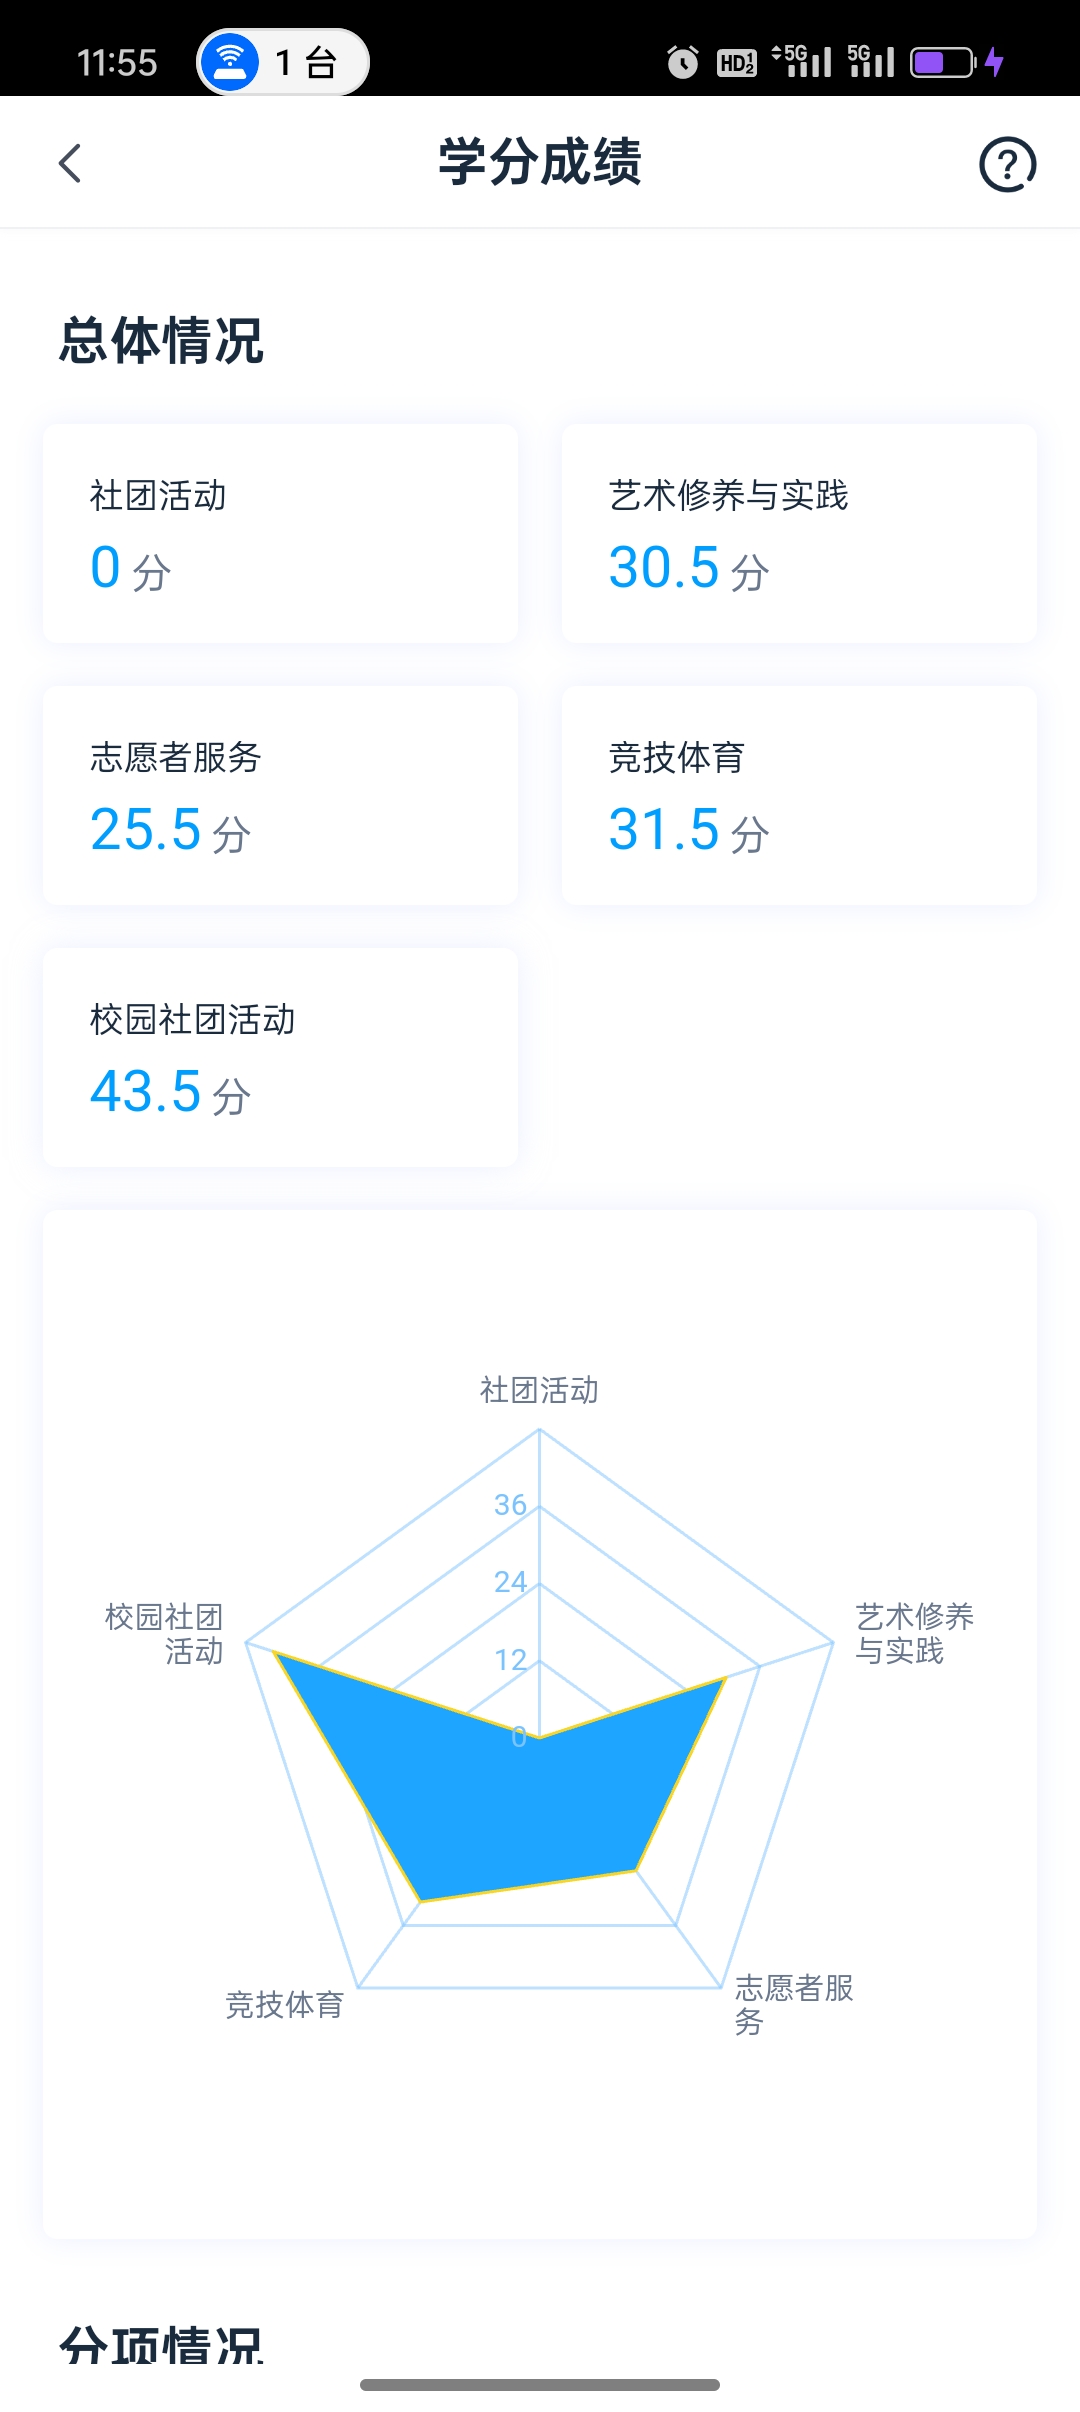 11:55
1 台
HD 1 2
5G
5G
学分成绩
总体情况
社团活动
0 分
艺术修养与实践
30.5 分
志愿者服务
25.5 分
竞技体育
31.5 分
校园社团活动
43.5 分
社团活动
36
24
12
0
校园社团
活动
艺术修养
与实践
竞技体育
志愿者服
务
分项情况